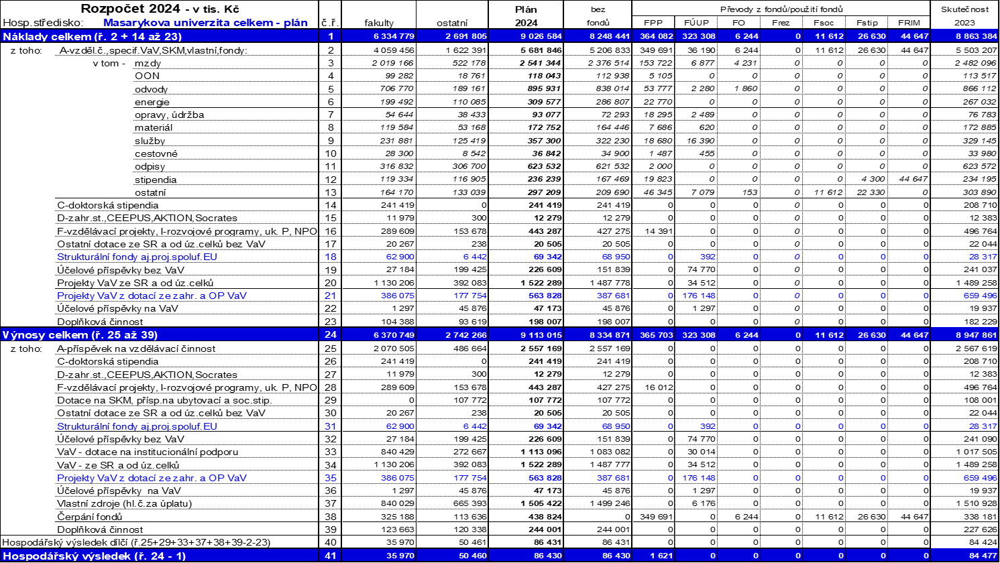 Rozpočet 2024 - v tis. Kč Plán bez Převody z fondů/použití fondů Skutečnost
Hosp.středisko: Masarykova univerzita celkem - plán č.ř. fakulty ostatní 2024 fondů FPP FÚUP FO Frez Fsoc Fstip FRIM 2023
Náklady celkem (ř. 2 + 14 až 23) 1 6 334 779 2 691 805 9 026 584 8 248 441 364 082 323 308 6 244 0 11 612 26 630 44 647 8 863 384
z toho: A-vzděl.č.,specif.VaV,SKM,vlastní,fondy: 2 4 059 456 1 622 391 5 681 846 5 206 833 349 691 36 190 6 244 0 11 612 26 630 44 647 5 503 207
v tom - mzdy 3 2 019 166 522 178 2 541 344 2 376 514 153 722 6 877 4 231 0 0 0 0 2 482 096
OON 4 99 282 18 761 118 043 112 938 5 105 0 0 0 0 0 0 113 517
odvody 5 706 770 189 161 895 931 838 014 53 777 2 280 1 860 0 0 0 0 866 112
energie 6 199 492 110 085 309 577 286 807 22 770 0 0 0 0 0 0 267 032
opravy, údržba 7 54 644 38 433 93 077 72 293 18 295 2 489 0 0 0 0 0 76 783
materiál 8 119 584 53 168 172 752 164 446 7 686 620 0 0 0 0 0 172 885
služby 9 231 881 125 419 357 300 322 230 18 680 16 390 0 0 0 0 0 329 145
cestovné 10 28 300 8 542 36 842 34 900 1 487 455 0 0 0 0 0 33 980
odpisy 11 316 832 306 700 623 532 621 532 2 000 0 0 0 0 0 0 623 572
stipendia 12 119 334 116 905 236 239 167 469 19 823 0 0 0 0 4 300 44 647 234 195
ostatní 13 164 170 133 039 297 209 209 690 46 345 7 079 153 0 11 612 22 330 0 303 890
C-doktorská stipendia 14 241 419 0 241 419 241 419 0 0 0 0 0 0 0 208 710
D-zahr.st.,CEEPUS,AKTION,Socrates 15 11 979 300 12 279 12 279 0 0 0 0 0 0 0 12 383
F-vzdělávací projekty, I-rozvojové programy, uk. P, NPO 16 289 609 153 678 443 287 427 275 14 391 0 0 0 0 0 0 496 764
Ostatní dotace ze SR a od úz.celků bez VaV 17 20 267 238 20 505 20 505 0 0 0 0 0 0 0 22 044
Strukturální fondy aj.proj.spoluf.EU 18 62 900 6 442 69 342 68 950 0 392 0 0 0 0 0 28 317
Účelové příspěvky bez VaV 19 27 184 199 425 226 609 151 839 0 74 770 0 0 0 0 0 241 037
Projekty VaV ze SR a od úz.celků 20 1 130 206 392 083 1 522 289 1 487 778 0 34 512 0 0 0 0 0 1 489 258
Projekty VaV z dotací ze zahr. a OP VaV 21 386 075 177 754 563 828 387 681 0 176 148 0 0 0 0 0 659 496
Účelové příspěvky na VaV 22 1 297 45 876 47 173 45 876 0 1 297 0 0 0 0 0 19 937
Doplňková činnost 23 104 388 93 619 198 007 198 007 0 0 0 0 0 0 0 182 229
Výnosy celkem (ř. 25 až 39) 24 6 370 749 2 742 266 9 113 015 8 334 871 365 703 323 308 6 244 0 11 612 26 630 44 647 8 947 861
z toho: A-příspěvek na vzdělávací činnost 25 2 070 505 486 664 2 557 169 2 557 169 0 0 0 0 0 0 0 2 567 619
C-doktorská stipendia 26 241 419 0 241 419 241 419 0 0 0 0 0 0 0 208 710
D-zahr.st.,CEEPUS,AKTION,Socrates 27 11 979 300 12 279 12 279 0 0 0 0 0 0 0 12 383
F-vzdělávací projekty, I-rozvojové programy, uk. P, NPO 28 289 609 153 678 443 287 427 275 16 012 0 0 0 0 0 0 496 764
Dotace na SKM, přísp.na ubytovací a soc.stip. 29 0 107 772 107 772 107 772 0 0 0 0 0 0 0 108 001
Ostatní dotace ze SR a od úz.celků bez VaV 30 20 267 238 20 505 20 505 0 0 0 0 0 0 0 22 044
Strukturální fondy aj.proj.spoluf.EU 31 62 900 6 442 69 342 68 950 0 392 0 0 0 0 0 28 317
Účelové příspěvky bez VaV 32 27 184 199 425 226 609 151 839 0 74 770 0 0 0 0 0 241 090
VaV - dotace na institucionální podporu 33 840 429 272 667 1 113 096 1 083 082 0 30 014 0 0 0 0 0 1 017 505
VaV - ze SR a od úz.celků 34 1 130 206 392 083 1 522 289 1 487 777 0 34 512 0 0 0 0 0 1 489 258
Projekty VaV z dotací ze zahr. a OP VaV 35 386 075 177 754 563 828 387 681 0 176 148 0 0 0 0 0 659 496
Účelové příspěvky na VaV 36 1 297 45 876 47 173 45 876 0 1 297 0 0 0 0 0 19 937
Vlastní zdroje (hl.č.za úplatu) 37 840 029 665 393 1 505 422 1 499 246 0 6 176 0 0 0 0 0 1 510 928
Čerpání fondů 38 325 188 113 636 438 824 0 349 691 0 6 244 0 11 612 26 630 44 647 338 181
Doplňková činnost 39 123 663 120 338 244 001 244 001 0 0 0 0 0 0 0 227 626
Hospodářský výsledek dílčí (ř.25+29+33+37+38+39-2-23) 40 35 970 50 461 86 431 86 431 0 0 0 0 0 0 0 84 424
Hospodářský výsledek (ř. 24 - 1) 41 35 970 50 460 86 430 86 430 1 621 0 0 0 0 0 0 84 477